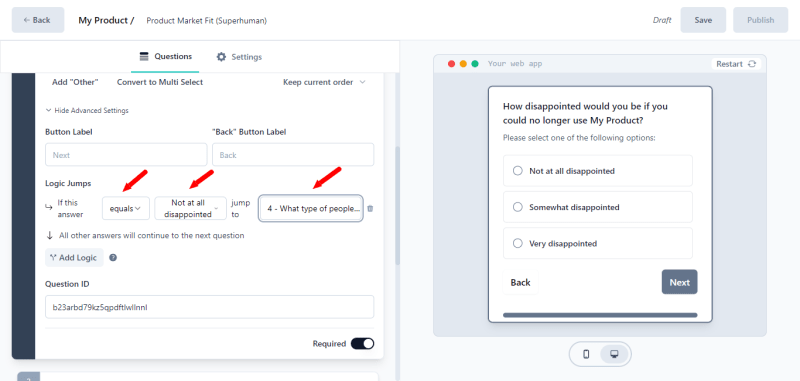 ← Back
My Product /
Product Market Fit (Superhuman)
Draft
Save
Publish
Questions
Settings
Add "Other"
Convert to Multi Select
Keep current order
Hide Advanced Settings
Button Label
"Back" Button Label
Next
Back
Logic Jumps
If this
answer
equals
Not at all
disappointed
jump
to
4 - What type of people...
All other answers will continue to the next question
Add Logic
?
Question ID
b23arbd79kz5qpdftlwllnnl
Required
Your web app
Restart
How disappointed would you be if you
could no longer use My Product?
Please select one of the following options:
Not at all disappointed
Somewhat disappointed
Very disappointed
Back
Next